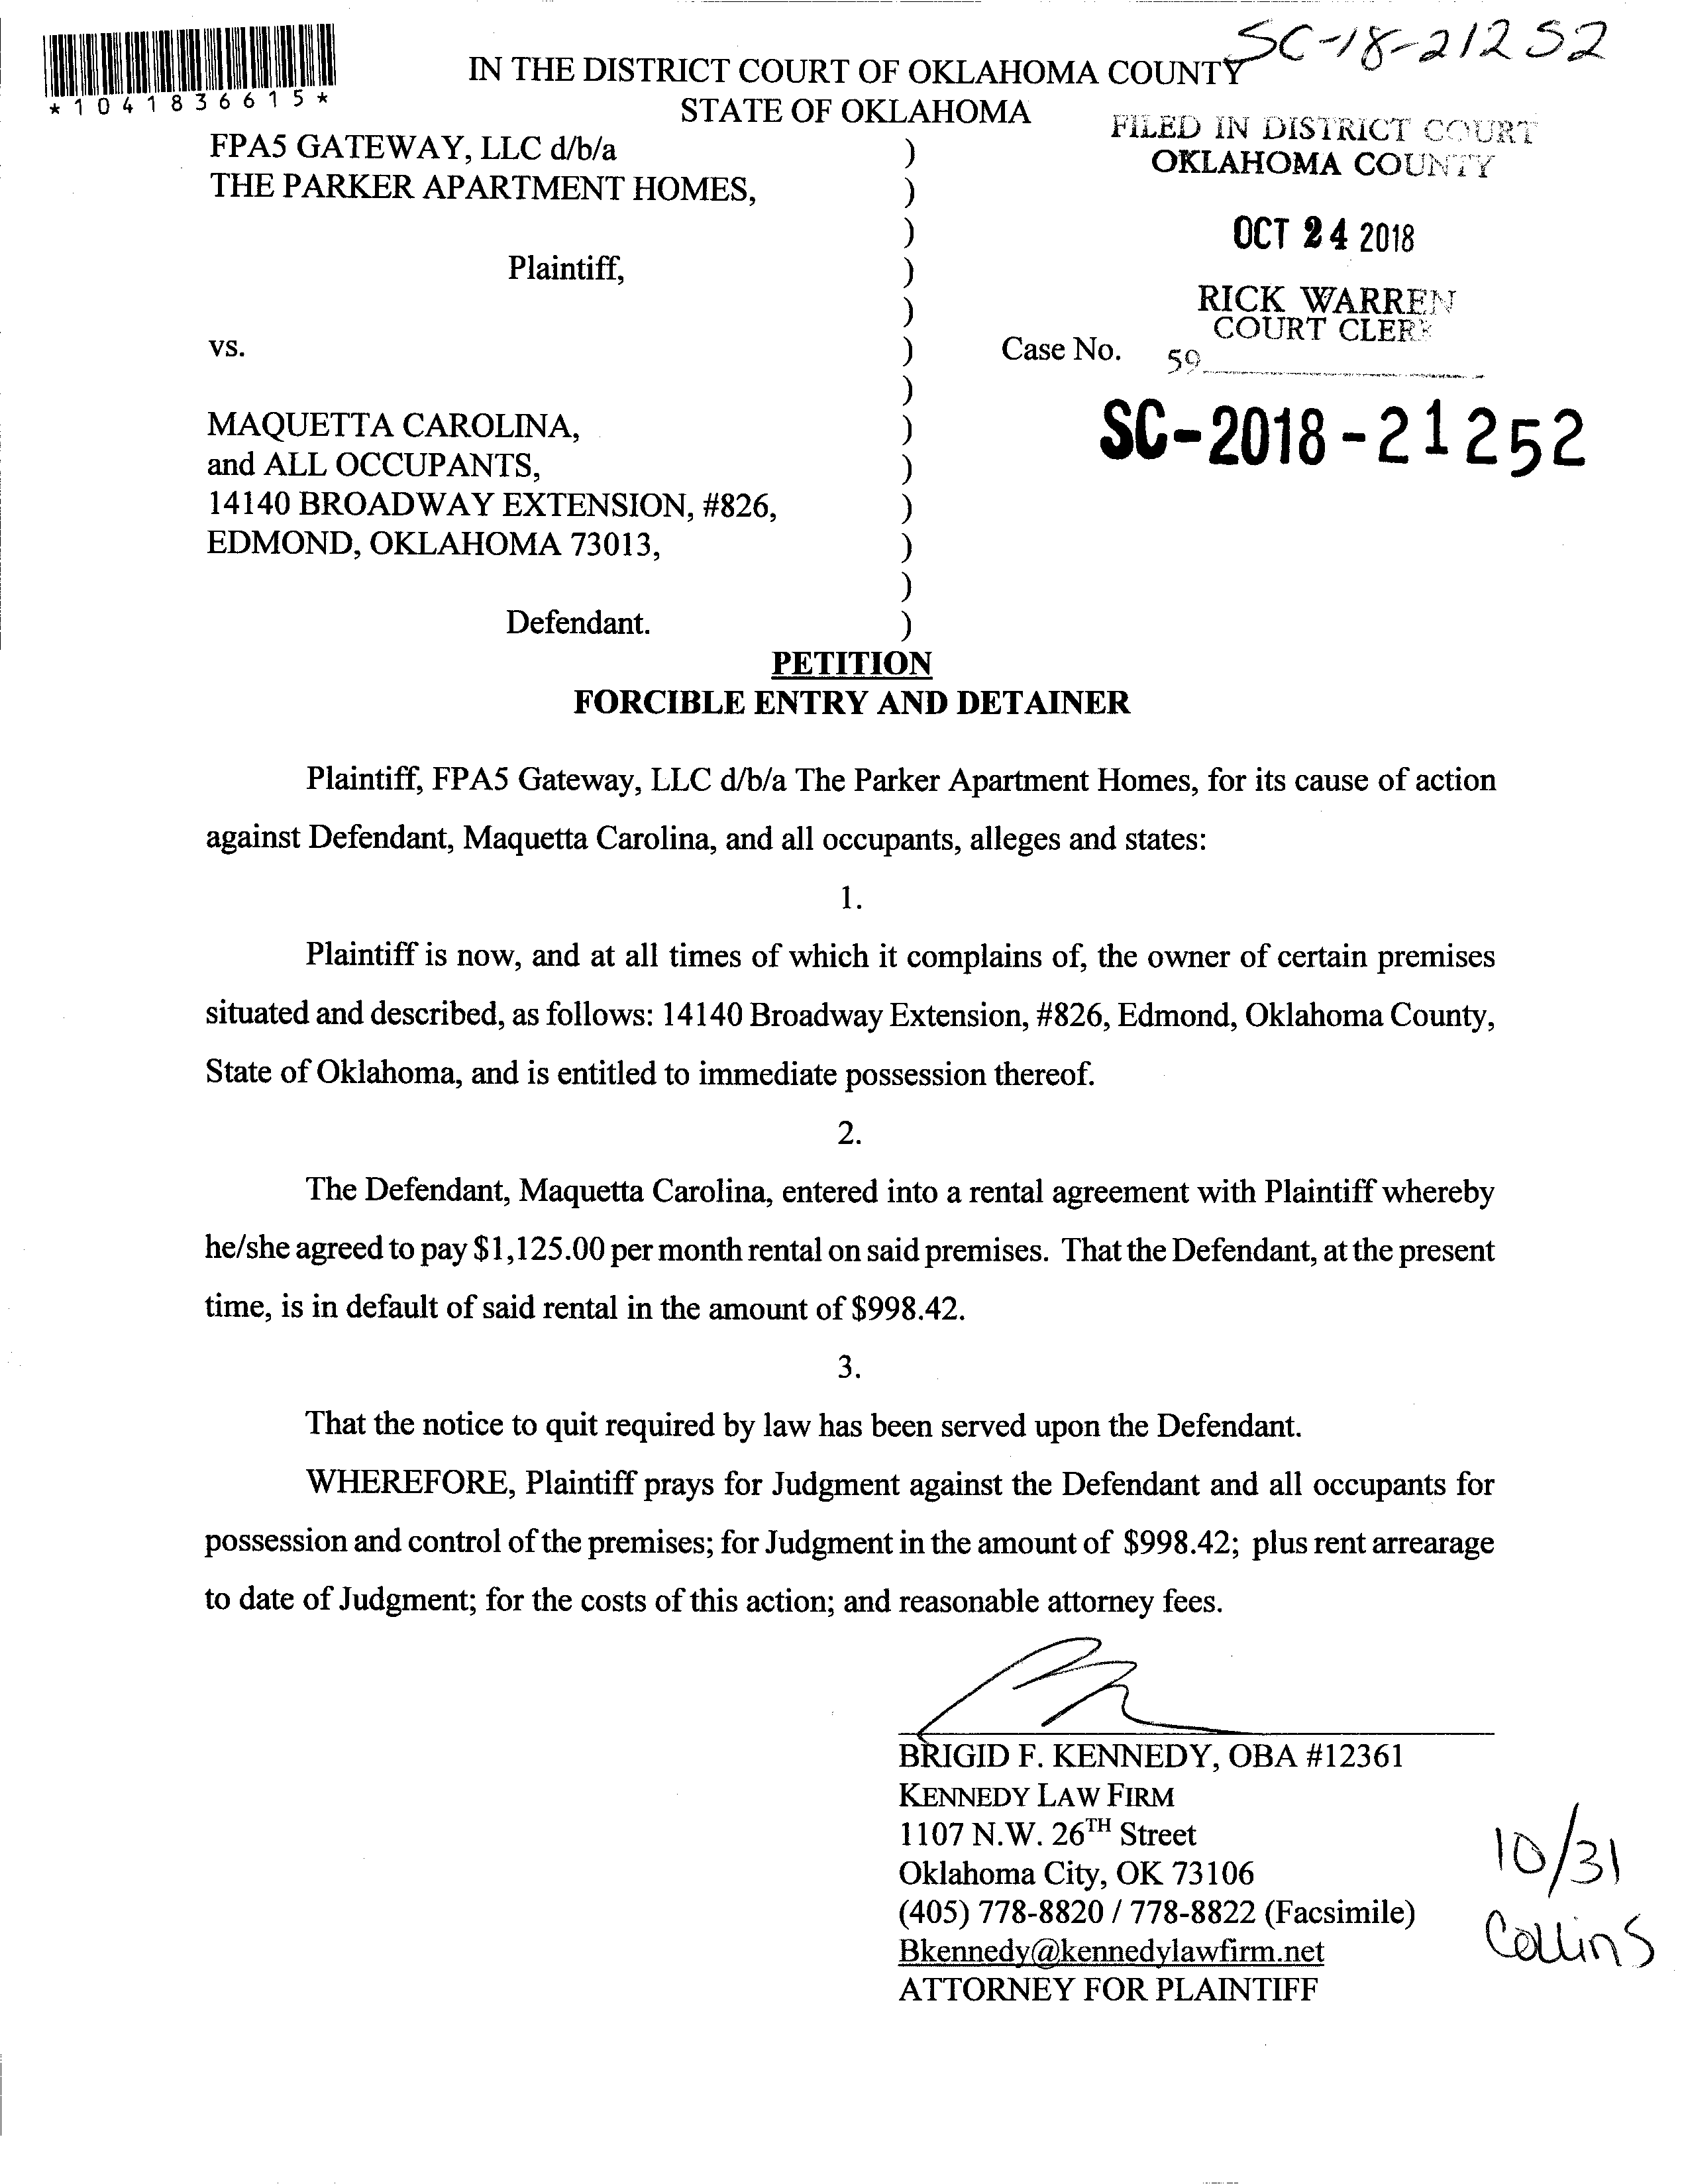 SC-18-21252
*1041836615*
IN THE DISTRICT COURT OF OKLAHOMA COUNTY
STATE OF OKLAHOMA
FILED IN DISTRICT COURT
OKLAHOMA COUNTY
OCT 24 2018
RICK WARREN
COURT CLERK
59
FPA5 GATEWAY, LLC d/b/a )
THE PARKER APARTMENT HOMES, )
)
Plaintiff, )
)
vs. ) Case No.
)
SC-2018-21252
MAQUETTA CAROLINA, )
and ALL OCCUPANTS, )
14140 BROADWAY EXTENSION, #826, )
EDMOND, OKLAHOMA 73013, )
)
Defendant. )
PETITION
FORCIBLE ENTRY AND DETAINER
Plaintiff, FPA5 Gateway, LLC d/b/a The Parker Apartment Homes, for its cause of action
against Defendant, Maquetta Carolina, and all occupants, alleges and states:
1.
Plaintiff is now, and at all times of which it complains of, the owner of certain premises
situated and described, as follows: 14140 Broadway Extension, #826, Edmond, Oklahoma County,
State of Oklahoma, and is entitled to immediate possession thereof.
2.
The Defendant, Maquetta Carolina, entered into a rental agreement with Plaintiff whereby
he/she agreed to pay $1,125.00 per month rental on said premises. That the Defendant, at the present
time, is in default of said rental in the amount of $998.42.
3.
That the notice to quit required by law has been served upon the Defendant.
WHEREFORE, Plaintiff prays for Judgment against the Defendant and all occupants for
possession and control of the premises; for Judgment in the amount of $998.42; plus rent arrearage
to date of Judgment; for the costs of this action; and reasonable attorney fees.
BRIGID F. KENNEDY, OBA #12361
KENNEDY LAW FIRM
1107 N.W. 26TH Street
Oklahoma City, OK 73106
(405) 778-8820 / 778-8822 (Facsimile)
Bkennedy@kennedylawfirm.net
ATTORNEY FOR PLAINTIFF
10/31
Collins